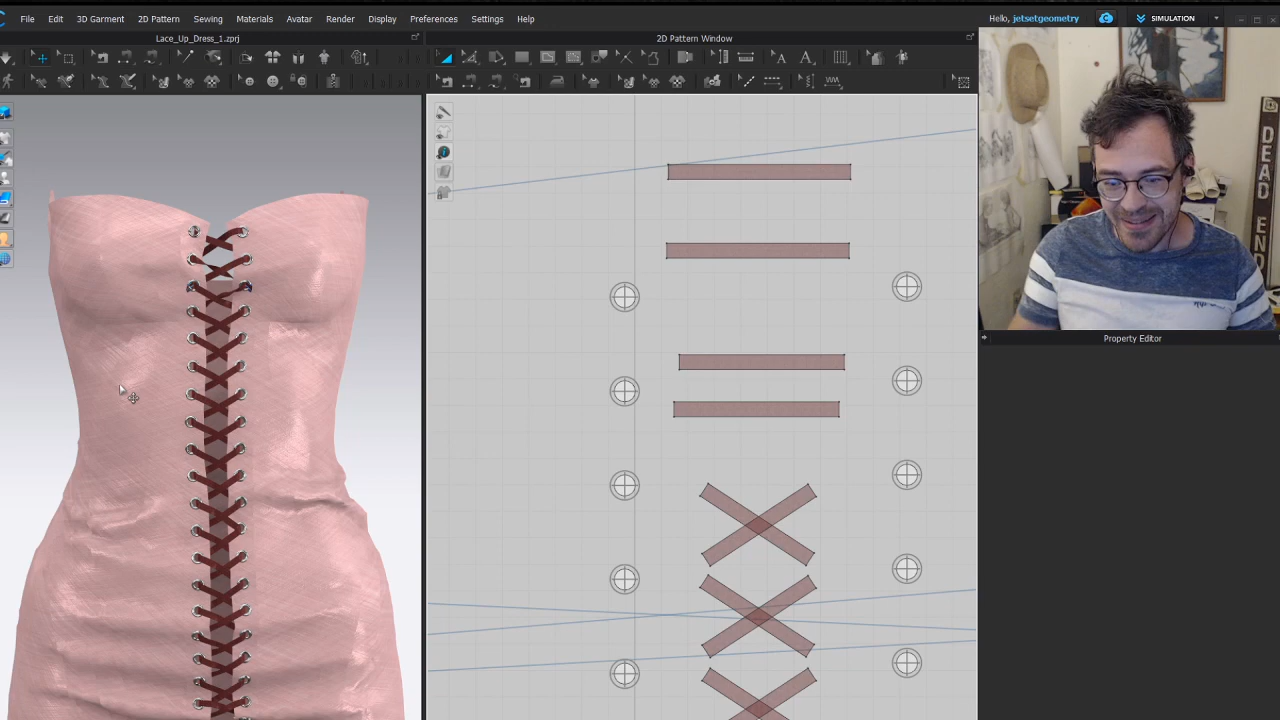 File Edit 3D Garment 2D Pattern Sewing Materials Avatar Render Display Preferences Settings Help
Hello, jetsetgeometry
SIMULATION
Lace_Up_Dress_1.zprj
2D Pattern Window
DEAD END
Property Editor